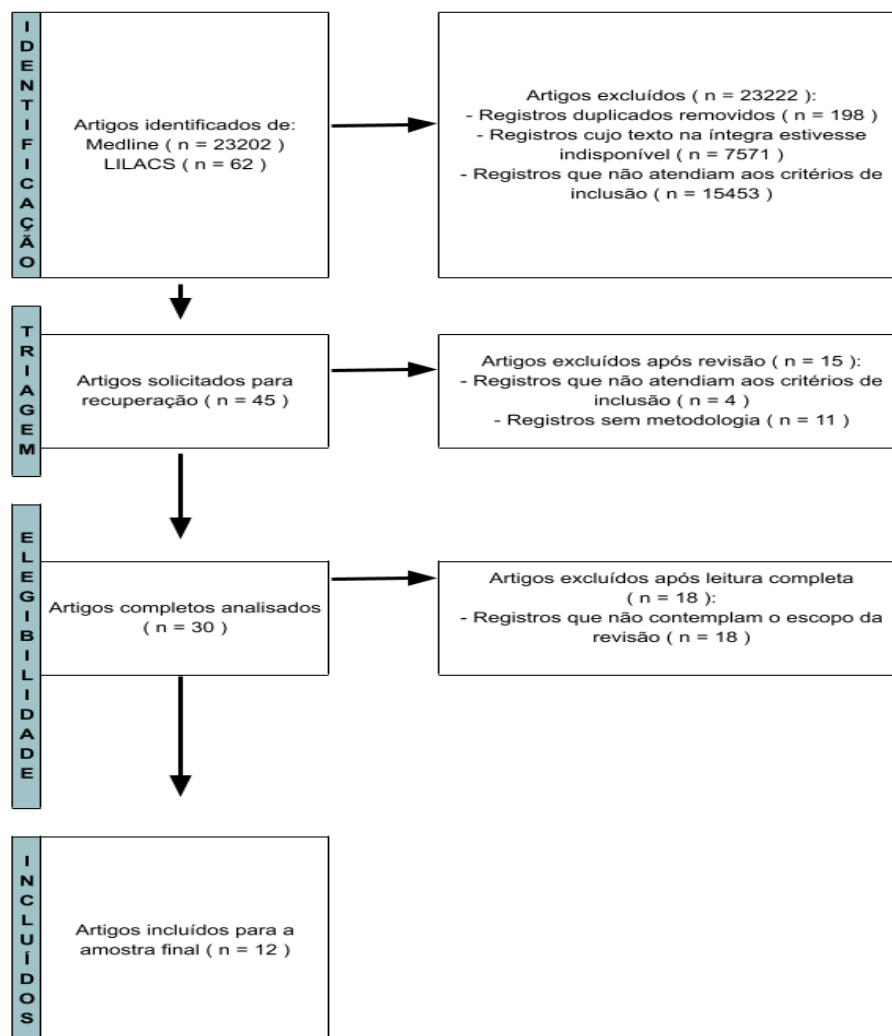 IDENTIFICAÇÃO
Artigos identificados de:
Medline ( n = 23202 )
LILACS ( n = 62 )
Artigos excluídos ( n = 23222 ):
- Registros duplicados removidos ( n = 198 )
- Registros cujo texto na íntegra estivesse
indisponível ( n = 7571 )
- Registros que não atendiam aos critérios de
inclusão ( n = 15453 )
TRIAGEM
Artigos solicitados para
recuperação ( n = 45 )
Artigos excluídos após revisão ( n = 15 ):
- Registros que não atendiam aos critérios de
inclusão ( n = 4 )
- Registros sem metodologia ( n = 11 )
ELEGIBILIDADE
Artigos completos analisados
( n = 30 )
Artigos excluídos após leitura completa
( n = 18 ):
- Registros que não contemplam o escopo da
revisão ( n = 18 )
INCLUÍDOS
Artigos incluídos para a
amostra final ( n = 12 )